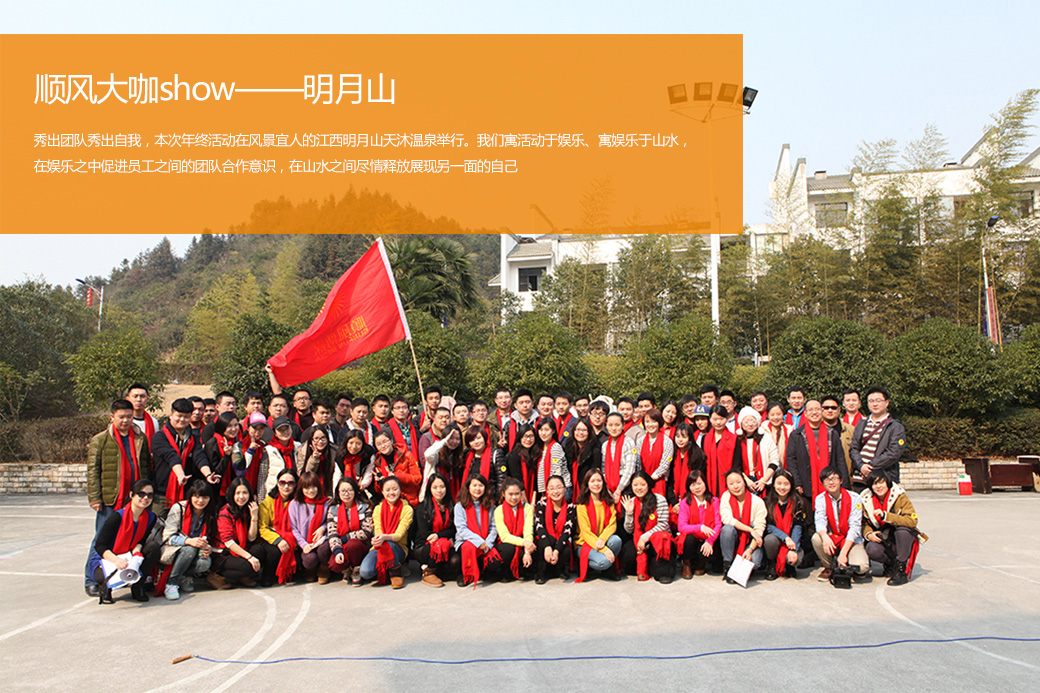 顺风大咖show——明月山
秀出团队秀出自我，本次年终活动在风景宜人的江西明月山天沐温泉举行。我们寓活动于娱乐、寓娱乐于山水，
在娱乐之中促进员工之间的团队合作意识，在山水之间尽情释放展现另一面的自己